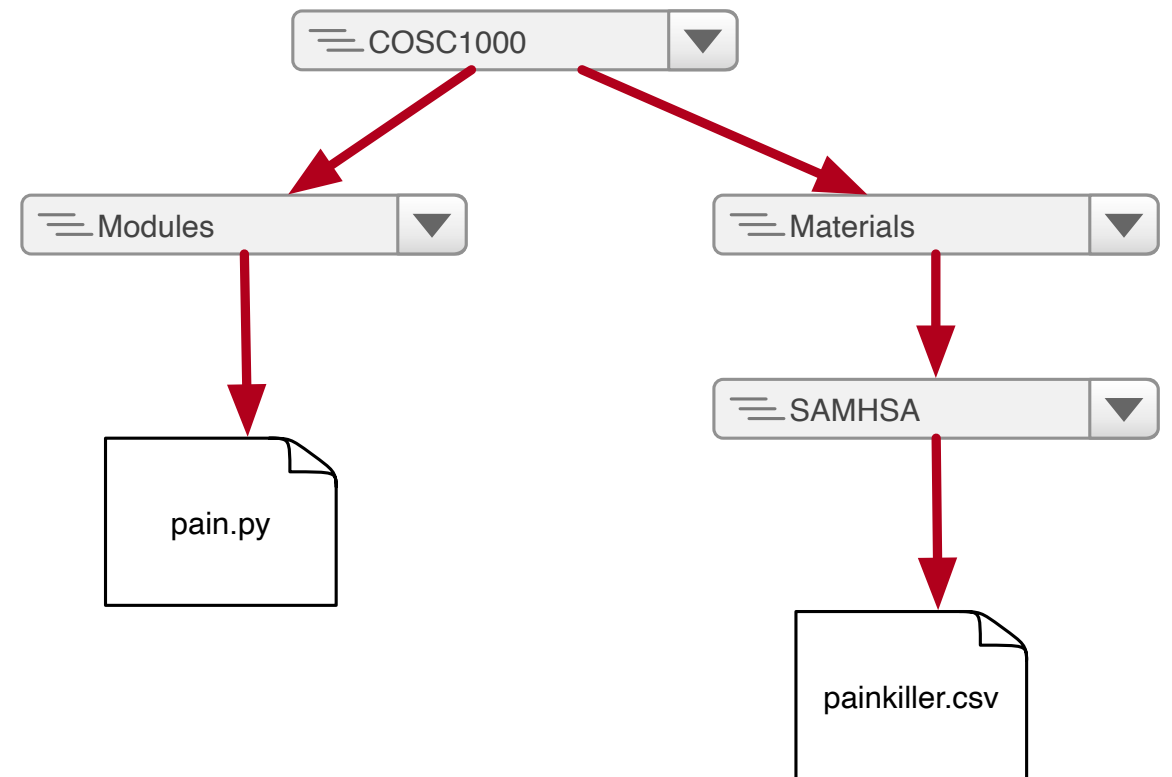 COSC1000
Modules
Materials
SAMHSA
pain.py
painkiller.csv